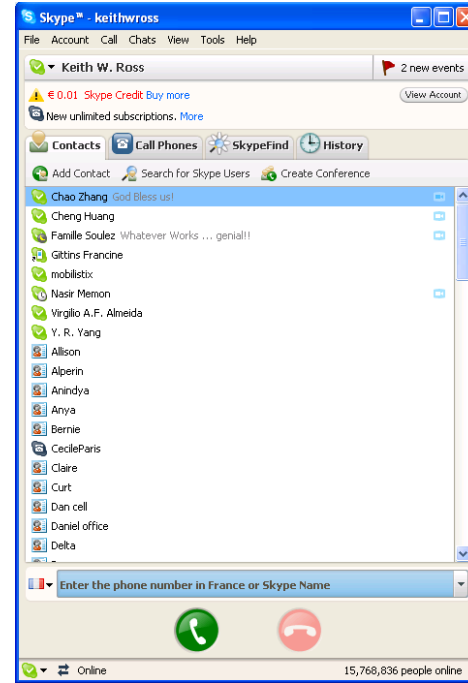 Skype™ - keithwross
File Account Call Chats View Tools Help
Keith W. Ross 2 new events
€ 0.01 Skype Credit Buy more View Account
New unlimited subscriptions. More
Contacts Call Phones SkypeFind History
Add Contact Search for Skype Users Create Conference
Chao Zhang God Bless us!
Cheng Huang
Famille Soulez Whatever Works ... genial!!
Gittins Francine
mobilistix
Nasir Memon
Virgilio A.F. Almeida
Y. R. Yang
Allison
Alperin
Anindya
Anya
Bernie
CecileParis
Claire
Curt
Dan cell
Daniel office
Delta
Enter the phone number in France or Skype Name
Online 15,768,836 people online